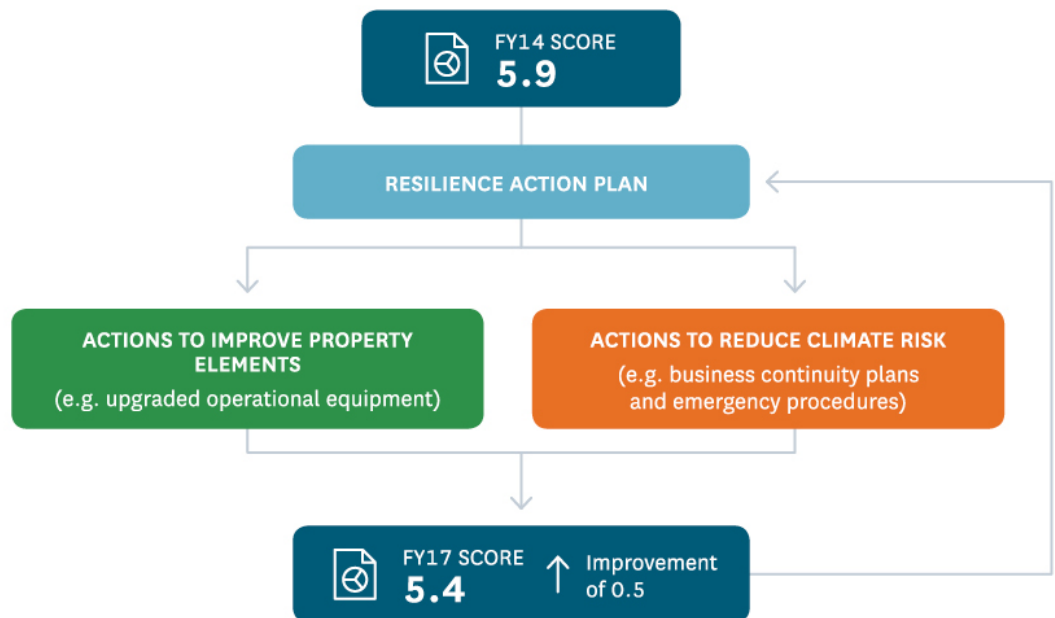 FY14 SCORE
5.9
RESILIENCE ACTION PLAN
ACTIONS TO IMPROVE PROPERTY
ELEMENTS
(e.g. upgraded operational equipment)
ACTIONS TO REDUCE CLIMATE RISK
(e.g. business continuity plans
and emergency procedures)
FY17 SCORE
5.4
Improvement
of 0.5